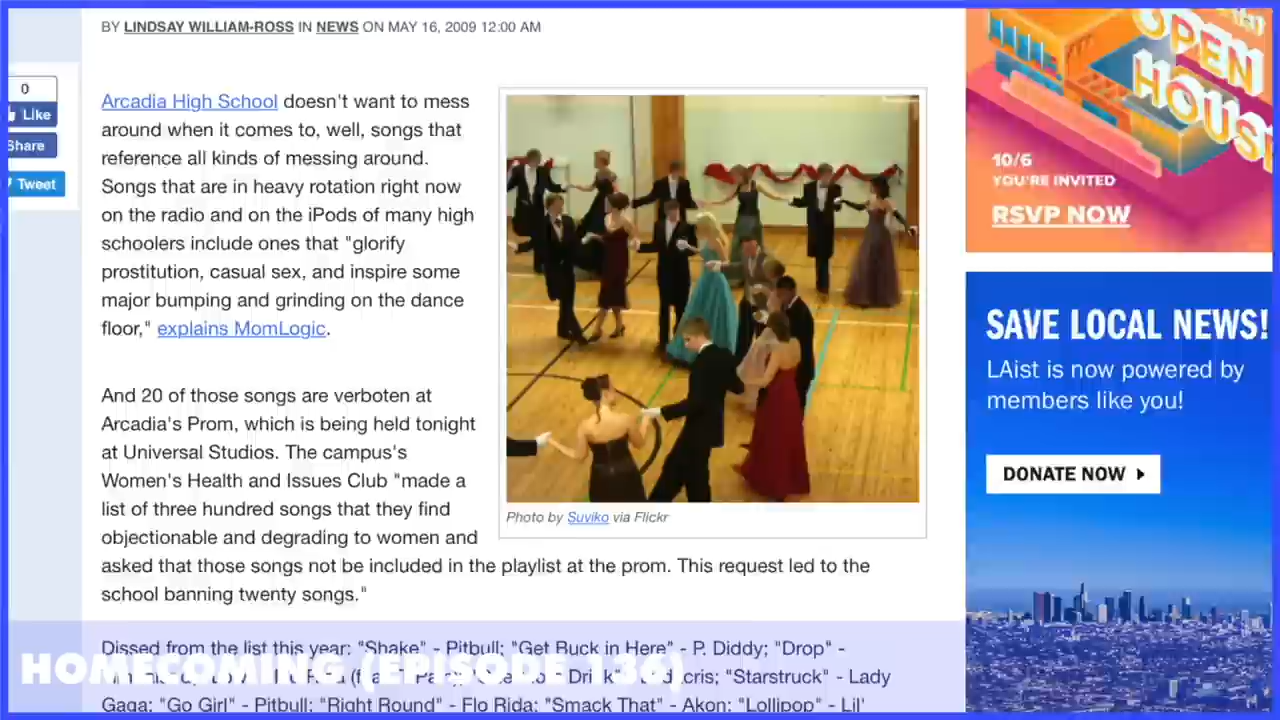 BY LINDSAY WILLIAM-ROSS IN NEWS ON MAY 16, 2009 12:00 AM
0
Like
Share
Tweet
Arcadia High School doesn't want to mess
around when it comes to, well, songs that
reference all kinds of messing around.
Songs that are in heavy rotation right now
on the radio and on the iPods of many high
schoolers include ones that "glorify
prostitution, casual sex, and inspire some
major bumping and grinding on the dance
floor," explains MomLogic.
And 20 of those songs are verboten at
Arcadia's Prom, which is being held tonight
at Universal Studios. The campus's
Women's Health and Issues Club "made a
list of three hundred songs that they find
objectionable and degrading to women and
asked that those songs not be included in the playlist at the prom. This request led to the
school banning twenty songs."
Photo by Suviko via Flickr
Dissed from the list this year: "Shake" - Pitbull; "Get Buck in Here" - P. Diddy; "Drop" -
"Starstruck" - Lady
Gaga; "Go Girl" - Pitbull; "Right Round" - Flo Rida; "Smack That" - Akon; "Lollipop" - Lil'
HOMECOMING (EPISODE 136)
OPEN
HOUSE
10/6
YOU'RE INVITED
RSVP NOW
SAVE LOCAL NEWS!
LAist is now powered by
members like you!
DONATE NOW